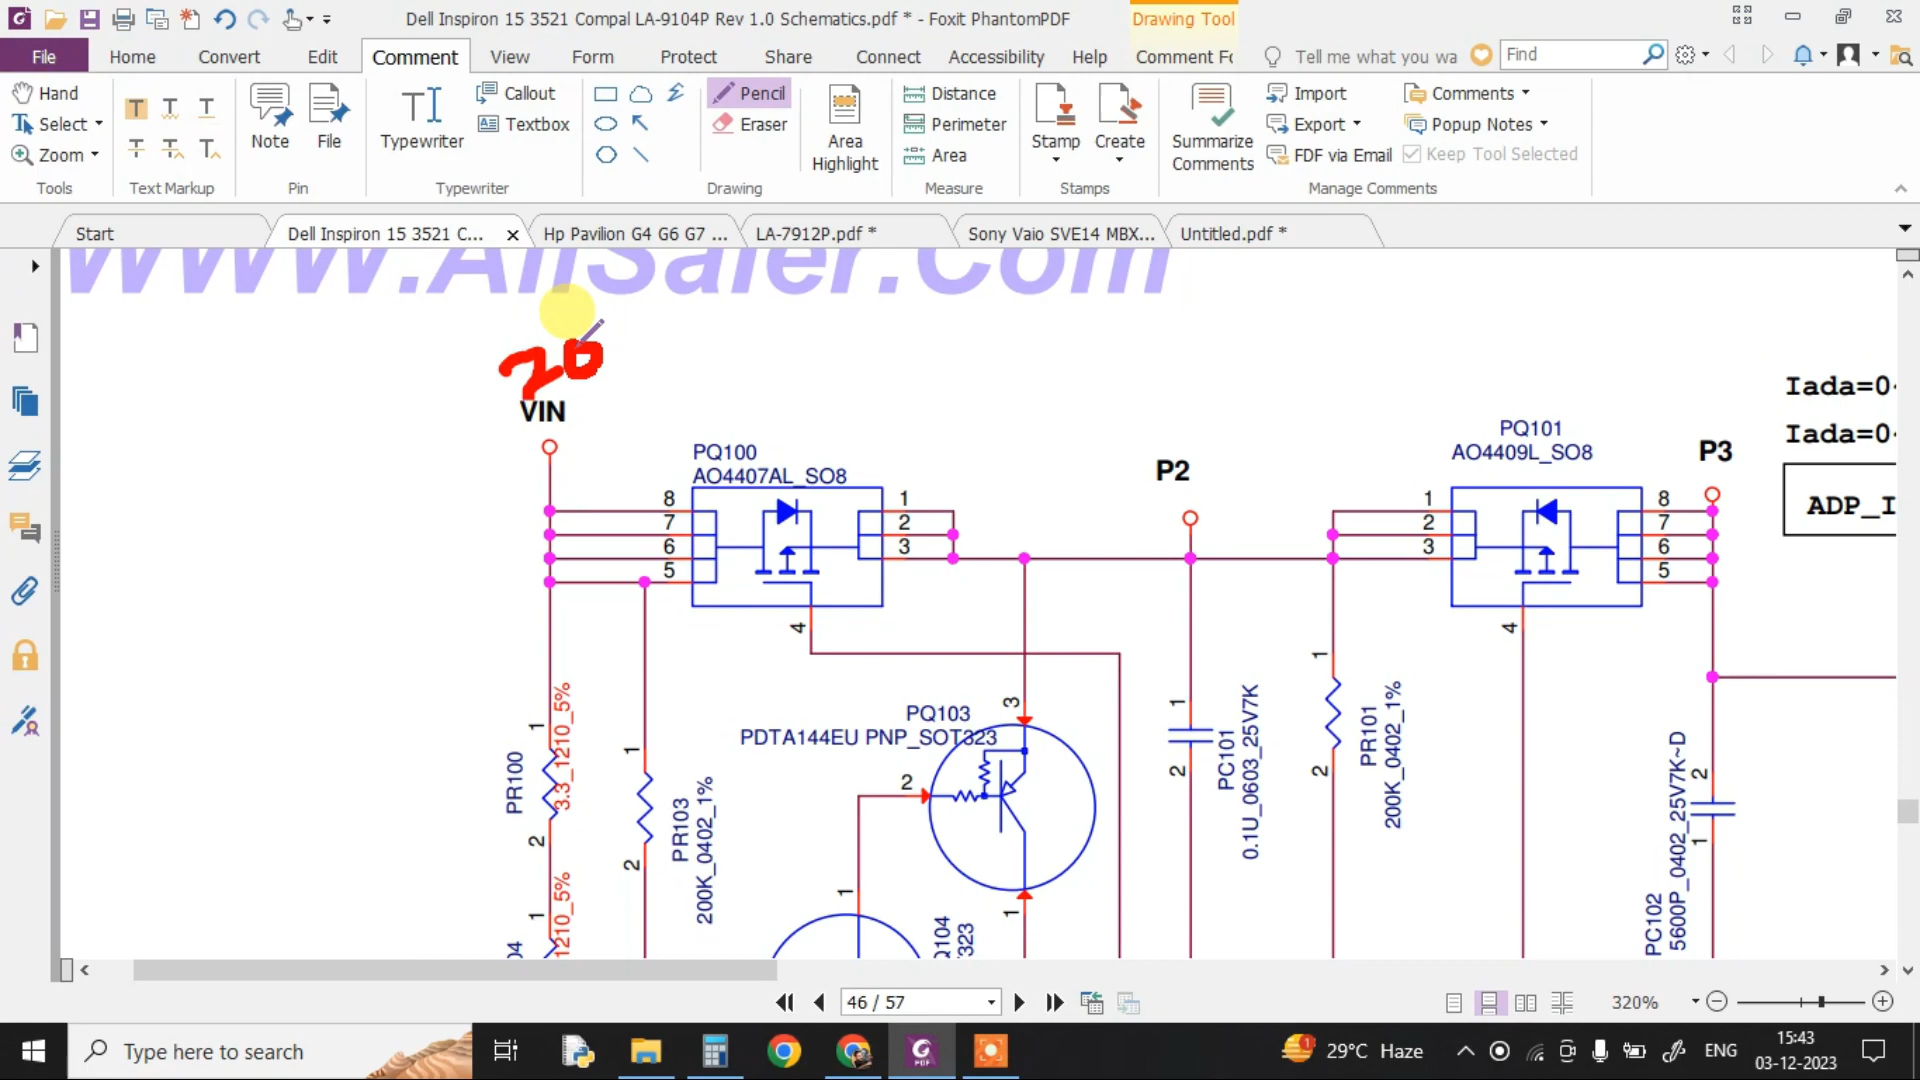 Dell Inspiron 15 3521 Compal LA-9104P Rev 1.0 Schematics.pdf * - Foxit PhantomPDF
Drawing Tool
File
Home
Convert
Edit
Comment
View
Form
Protect
Share
Connect
Accessibility
Help
Comment Fo
Tell me what you wa
Find
Hand
Select
Zoom
Tools
Text Markup
Note
File
Pin
Typewriter
Callout
Textbox
Typewriter
Pencil
Eraser
Area Highlight
Drawing
Distance
Perimeter
Area
Measure
Stamp
Create
Stamps
Summarize Comments
Import
Export
FDF via Email
Comments
Popup Notes
Keep Tool Selected
Manage Comments
Start
Dell Inspiron 15 3521 C...
Hp Pavilion G4 G6 G7 ...
LA-7912P.pdf *
Sony Vaio SVE14 MBX...
Untitled.pdf *
www.AliSaler.Com
20
VIN
PQ100
AO4407AL_SO8
8
7
6
5
1
2
3
4
P2
PQ101
AO4409L_SO8
1
2
3
8
7
6
5
4
P3
Iada=0
Iada=0
ADP_I
PR100
3.3_1210_5%
1
2
1
04
1210_5%
1
2
PR103
200K_0402_1%
PQ103
PDTA144EU PNP_SOT323
3
2
1
1
Q104
323
1
2
PC101
0.1U_0603_25V7K
1
2
PR101
200K_0402_1%
2
1
PC102
5600P_0402_25V7K~D
46 / 57
320%
Type here to search
29°C Haze
ENG
15:43
03-12-2023